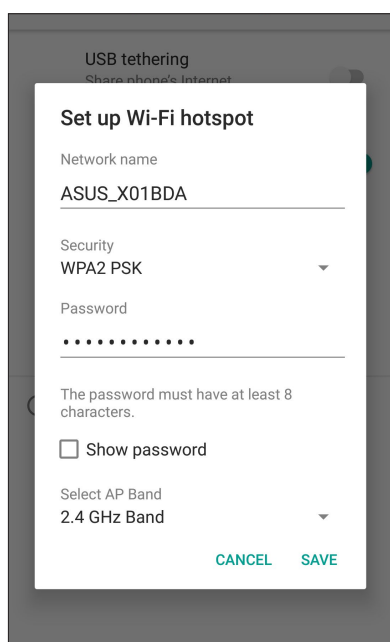 USB tethering
Share phone's Internet
Set up Wi-Fi hotspot
Network name
ASUS_X01BDA
Security
WPA2 PSK
Password
••••••••••••
The password must have at least 8
characters.
Show password
Select AP Band
2.4 GHz Band
CANCEL SAVE